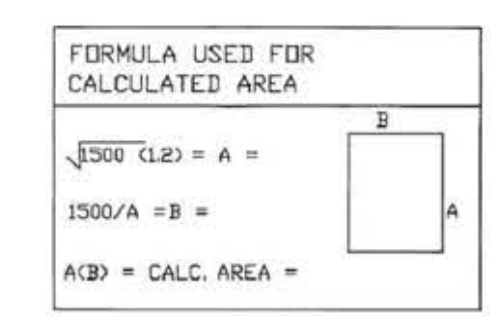 FORMULA USED FOR
CALCULATED AREA
B
√1500 (1.2) = A =
1500/A = B =
A
A(B) = CALC. AREA =